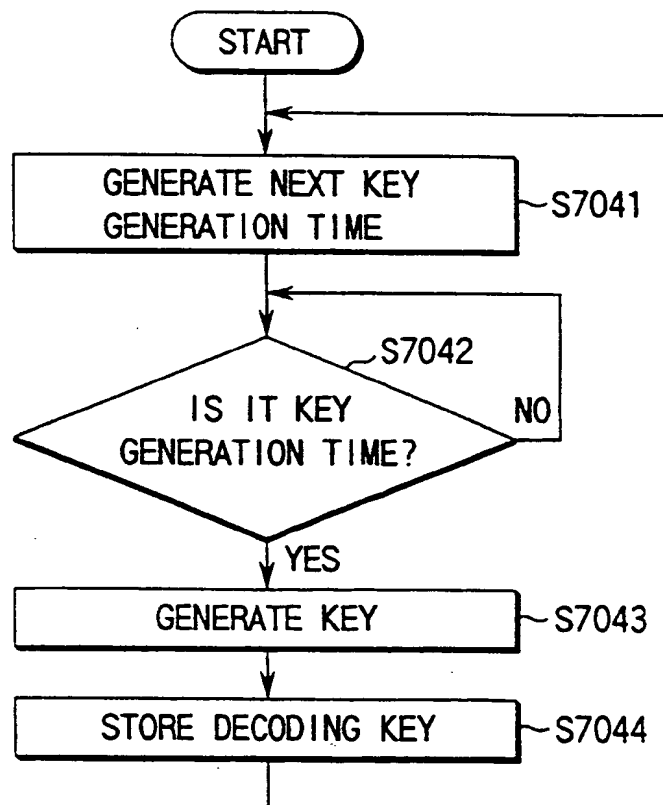 START
GENERATE NEXT KEY
GENERATION TIME
S7041
S7042
IS IT KEY
GENERATION TIME?
NO
YES
GENERATE KEY
S7043
STORE DECODING KEY
S7044